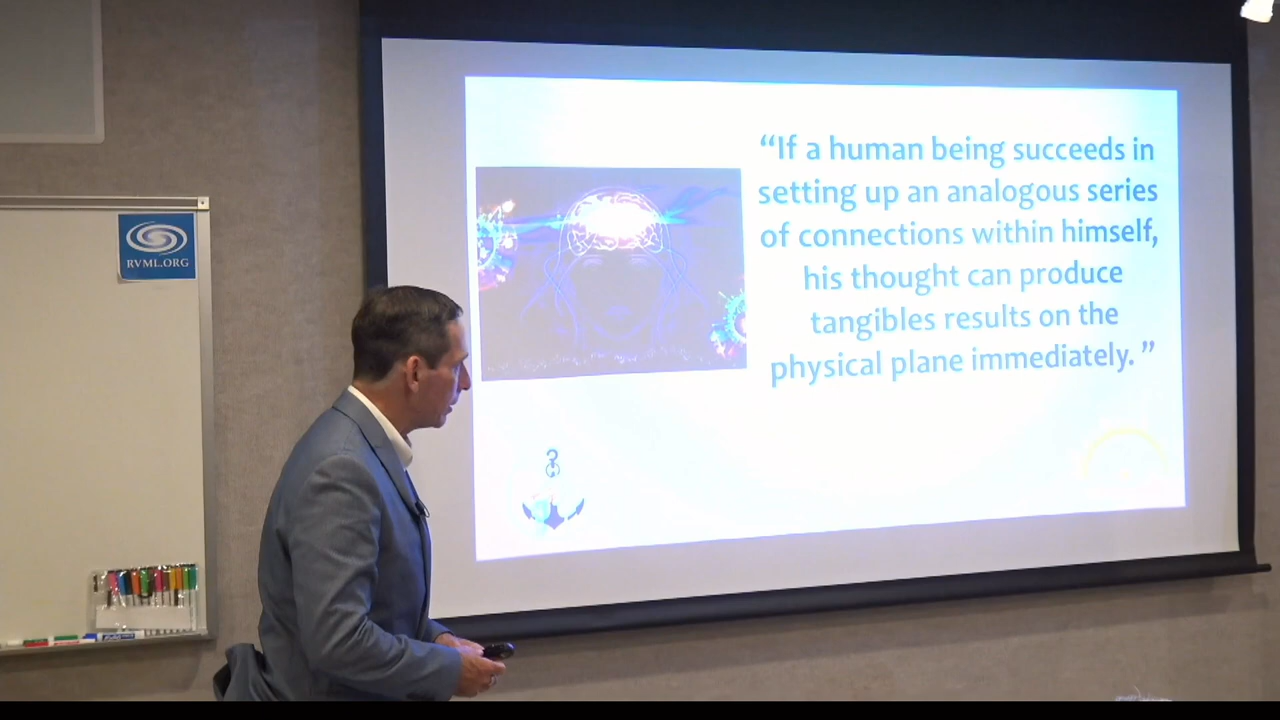 RVML.ORG
“If a human being succeeds in
setting up an analogous series
of connections within himself,
his thought can produce
tangibles results on the
physical plane immediately. ”